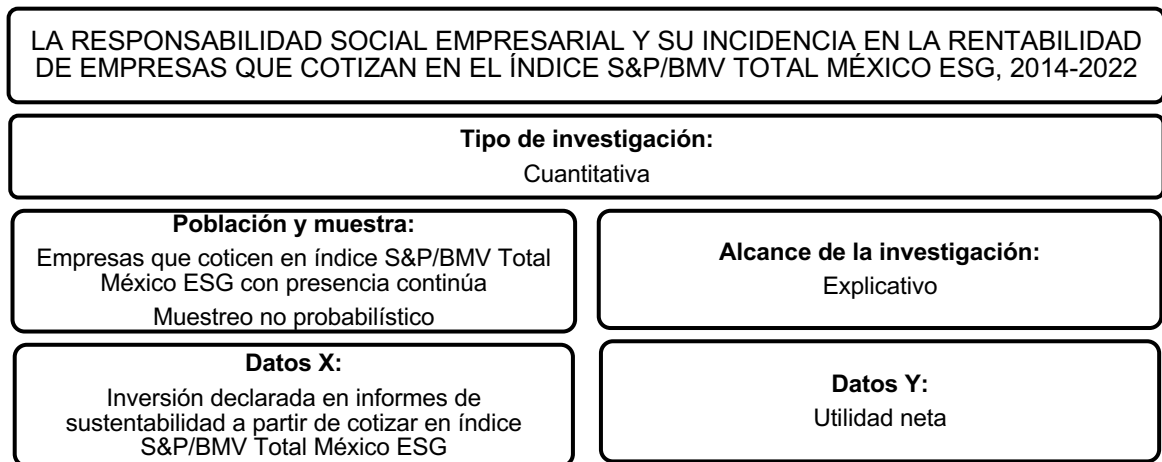 LA RESPONSABILIDAD SOCIAL EMPRESARIAL Y SU INCIDENCIA EN LA RENTABILIDAD
DE EMPRESAS QUE COTIZAN EN EL ÍNDICE S&P/BMV TOTAL MÉXICO ESG, 2014-2022
Tipo de investigación:
Cuantitativa
Población y muestra:
Empresas que coticen en índice S&P/BMV Total
México ESG con presencia continúa
Muestreo no probabilístico
Alcance de la investigación:
Explicativo
Datos X:
Inversión declarada en informes de
sustentabilidad a partir de cotizar en índice
S&P/BMV Total México ESG
Datos Y:
Utilidad neta